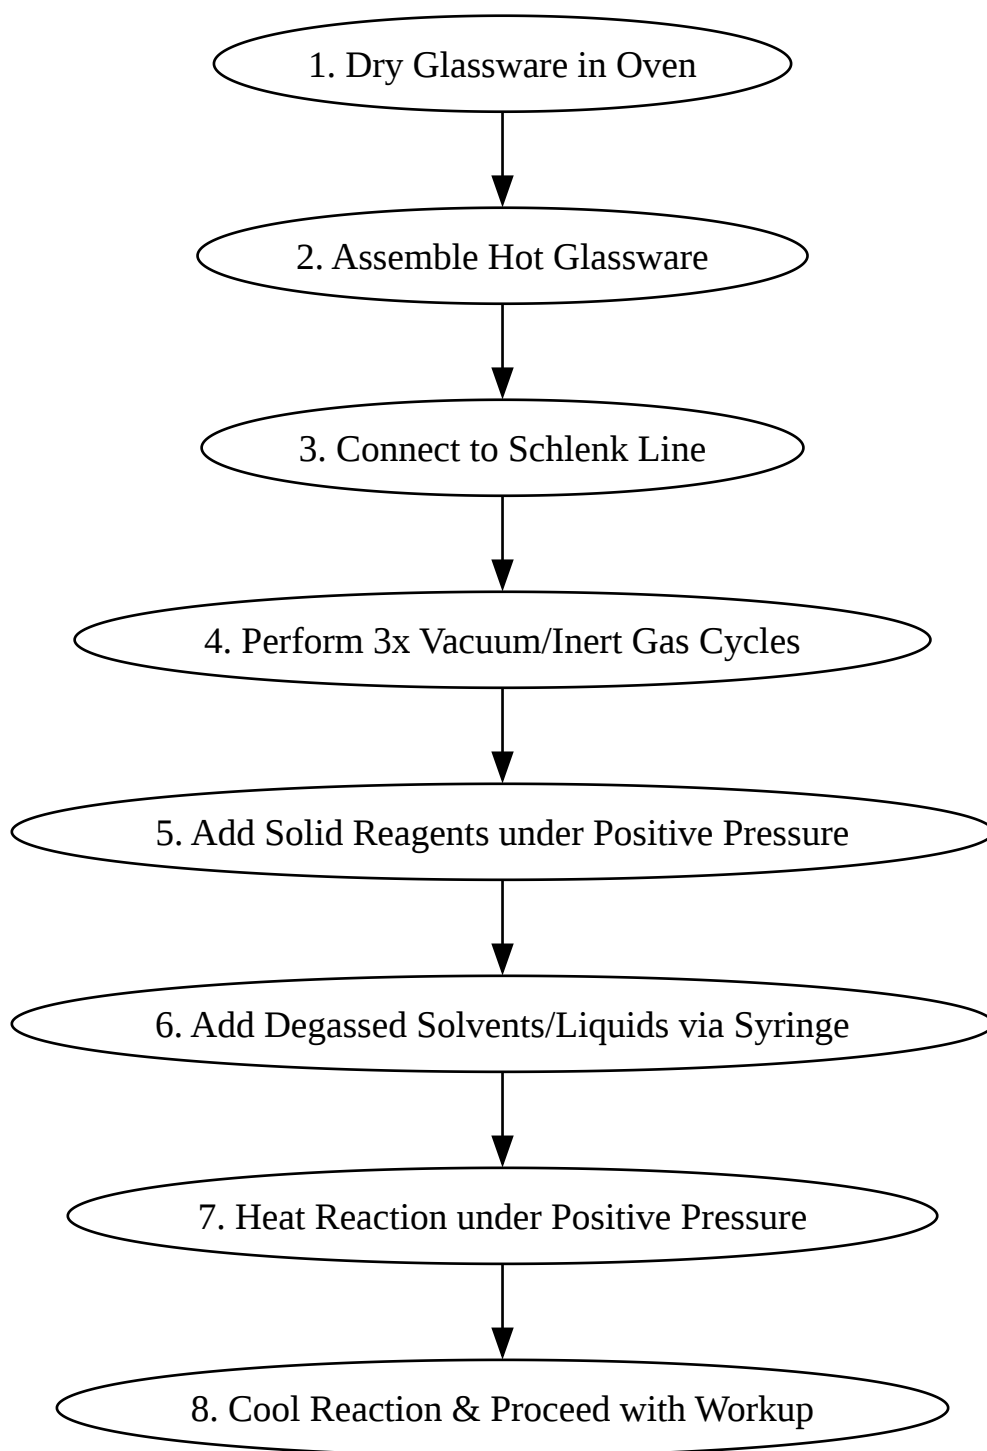 1. Dry Glassware in Oven
2. Assemble Hot Glassware
3. Connect to Schlenk Line
4. Perform 3x Vacuum/Inert Gas Cycles
5. Add Solid Reagents under Positive Pressure
6. Add Degassed Solvents/Liquids via Syringe
7. Heat Reaction under Positive Pressure
8. Cool Reaction & Proceed with Workup